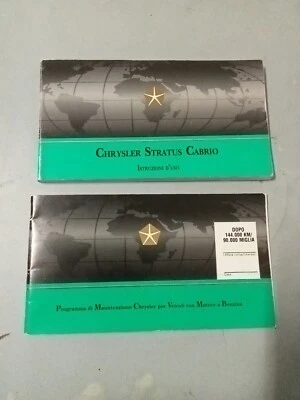 CHRYSLER STRATUS CABRIO
ISTRUZIONI D'USO
DOPO
144.000 KM/
90.000 MIGLIA
Programma di Manutenzione Chrysler per Veicoli con Motore a Benzina